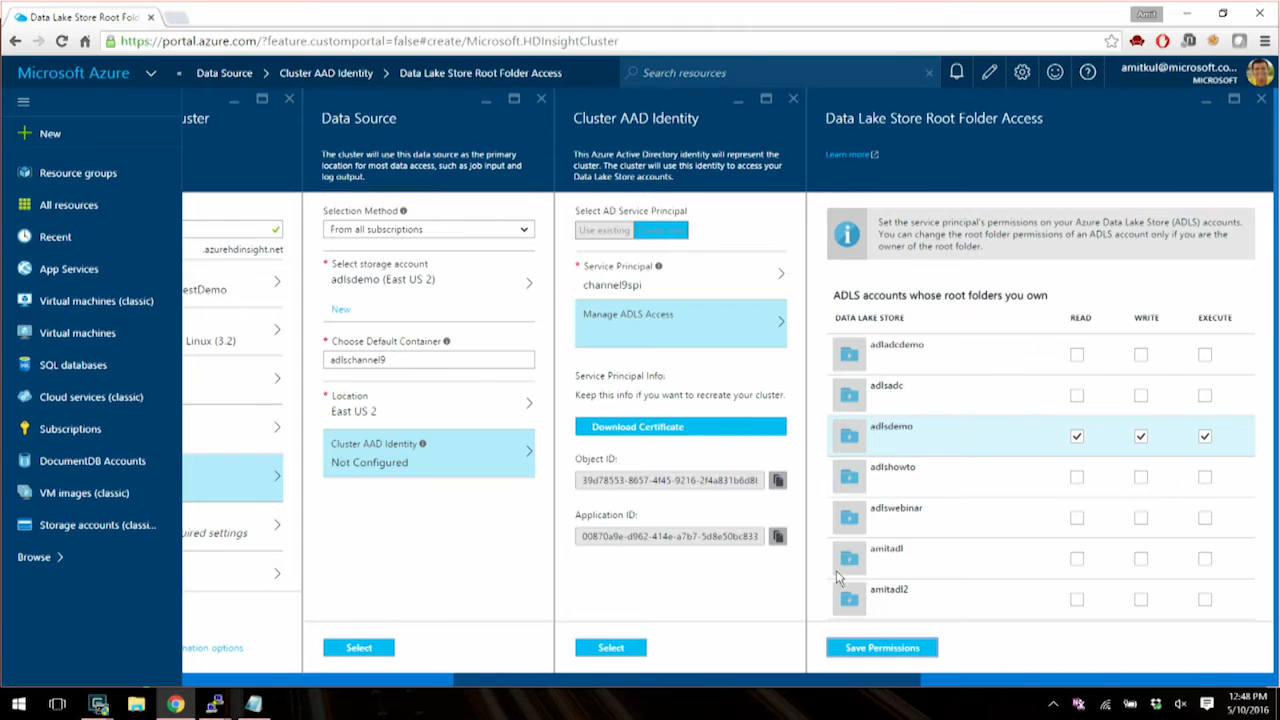 Data Lake Store Root Fold
Amit
https://portal.azure.com/?feature.customportal=false#create/Microsoft.HDInsightCluster
Microsoft Azure
«
Data Source > Cluster AAD Identity > Data Lake Store Root Folder Access
Search resources
amitkul@microsoft.co...
MICROSOFT
New
Resource groups
All resources
Recent
App Services
Virtual machines (classic)
Virtual machines
SQL databases
Cloud services (classic)
Subscriptions
DocumentDB Accounts
VM images (classic)
Storage accounts (classi...
Browse >
uster
.azurehdinsight.net
estDemo
Linux (3.2)
uired settings
mation options
Data Source
The cluster will use this data source as the primary
location for most data access, such as job input and
log output.
Selection Method
From all subscriptions
* Select storage account
adlsdemo (East US 2)
New
* Choose Default Container
adlschannel9
* Location
East US 2
Cluster AAD Identity
Not Configured
Select
Cluster AAD Identity
This Azure Active Directory identity will represent the
cluster. The cluster will use this identity to access your
Data Lake Store accounts.
Select AD Service Principal
Use existing
* Service Principal
channel9spi
Manage ADLS Access
Service Principal Info:
Keep this info if you want to recreate your cluster.
Download Certificate
Object ID:
39d78553-8657-4f45-9216-2f4a831b6d8
Application ID:
00870a9e-d962-414e-a7b7-5d8e50bc833
Select
Data Lake Store Root Folder Access
Learn more
Set the service principal's permissions on your Azure Data Lake Store (ADLS) accounts.
You can change the root folder permissions of an ADLS account only if you are the
owner of the root folder.
ADLS accounts whose root folders you own
DATA LAKE STORE READ WRITE EXECUTE
adladcdemo
adlsadc
adlsdemo
adlshowto
adlswebinar
amitadl
amitadl2
Save Permissions
12:48 PM
5/10/2016